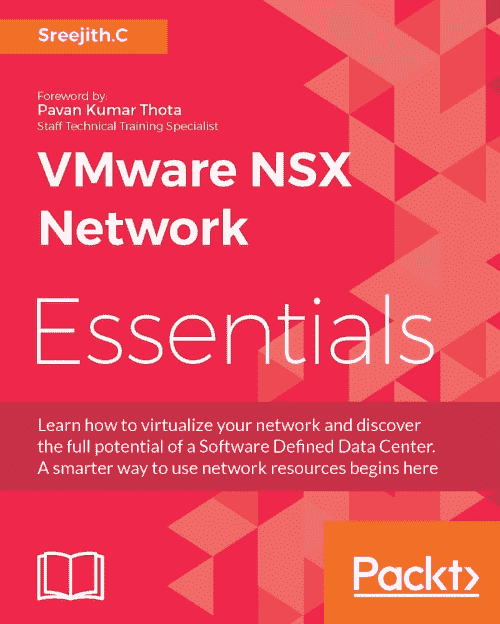 Sreejith.C
Foreword by:
Pavan Kumar Thota
Staff Technical Training Specialist
VMware NSX
Network
Essentials
Learn how to virtualize your network and discover
the full potential of a Software Defined Data Center.
A smarter way to use network resources begins here
Packt>